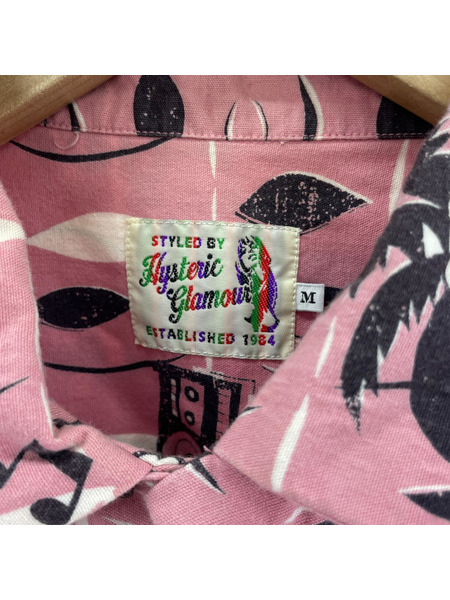 STYLED BY
Hysteric
Glamour
ESTABLISHED 1984
M